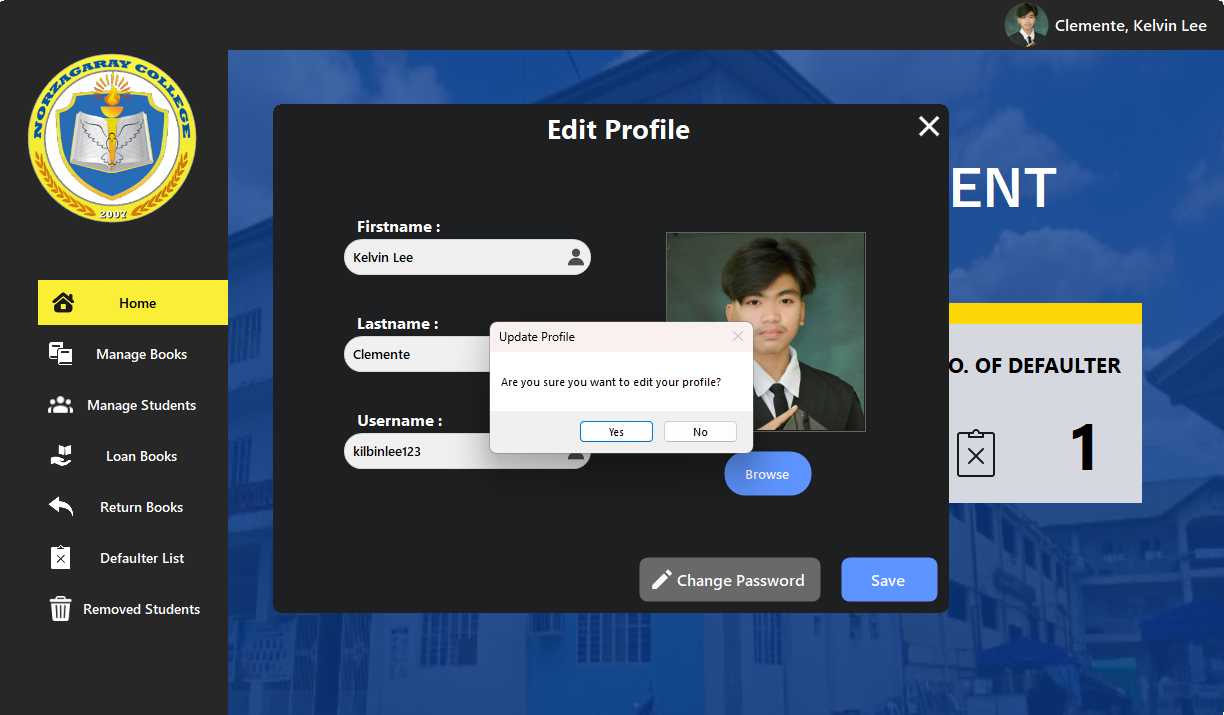 Clemente, Kelvin Lee
NORZAGARAY COLLEGE
2007
Home
Manage Books
Manage Students
Loan Books
Return Books
Defaulter List
Removed Students
Edit Profile
ENT
Firstname :
Kelvin Lee
Lastname :
Clemente
Username :
kilbinlee123
Update Profile
Are you sure you want to edit your profile?
Yes
No
Browse
Change Password
Save
O. OF DEFAULTER
1